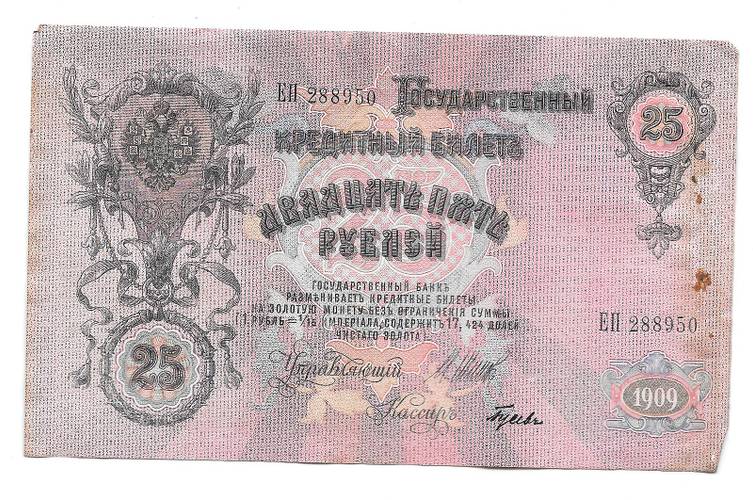 ЕП 288950 Государственный
25
Кредитный Билетъ
Двадцать пять
рублей
ГОСУДАРСТВЕННЫЙ БАНКЪ
РАЗМѢНИВАЕТЪ КРЕДИТНЫЕ БИЛЕТЫ
НА ЗОЛОТУЮ МОНЕТУ БЕЗЪ ОГРАНИЧЕНІЯ СУММЫ
(1 РУБЛЬ = 1/15 ИМПЕРІАЛА, СОДЕРЖИТЪ 17,424 ДОЛЕЙ
ЧИСТАГО ЗОЛОТА)
ЕП 288950
25
Управляющій
Кассиръ
1909